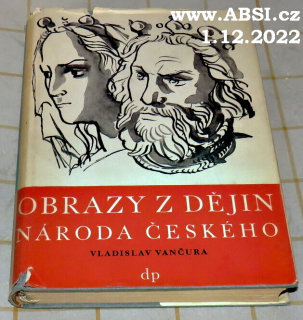 www.ABSI.cz
1.12.2022
OBRAZY Z DĚJIN
NÁRODA ČESKÉHO
VLADISLAV VANČURA
dp